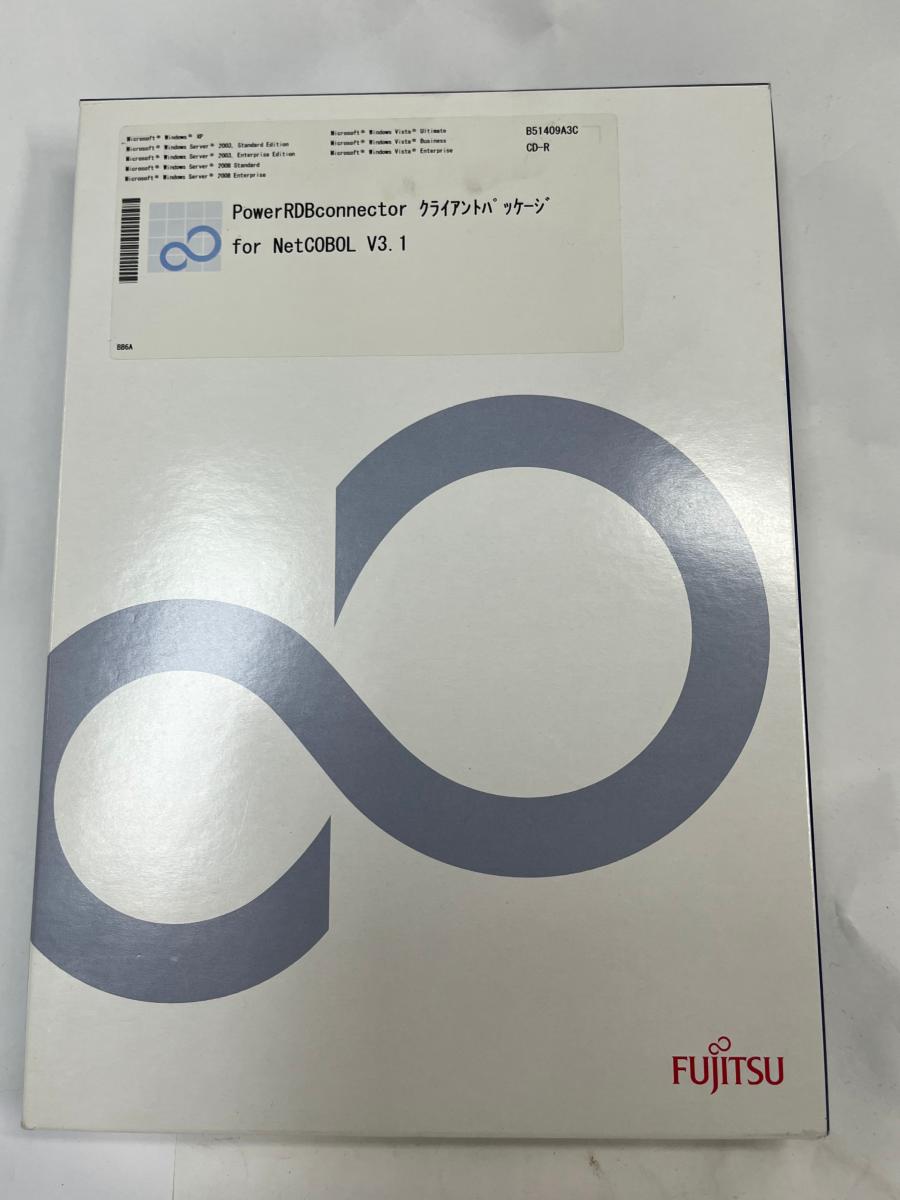 Microsoft® Windows® XP
Microsoft® Windows Server® 2003, Standard Edition
Microsoft® Windows Server® 2003, Enterprise Edition
Microsoft® Windows Server® 2008 Standard
Microsoft® Windows Server® 2008 Enterprise
Microsoft® Windows Vista® Ultimate
Microsoft® Windows Vista® Business
Microsoft® Windows Vista® Enterprise
B51409A3C
CD-R
PowerRDBconnector クライアントパッケージ
for NetCOBOL V3.1
BB6A
FUJITSU